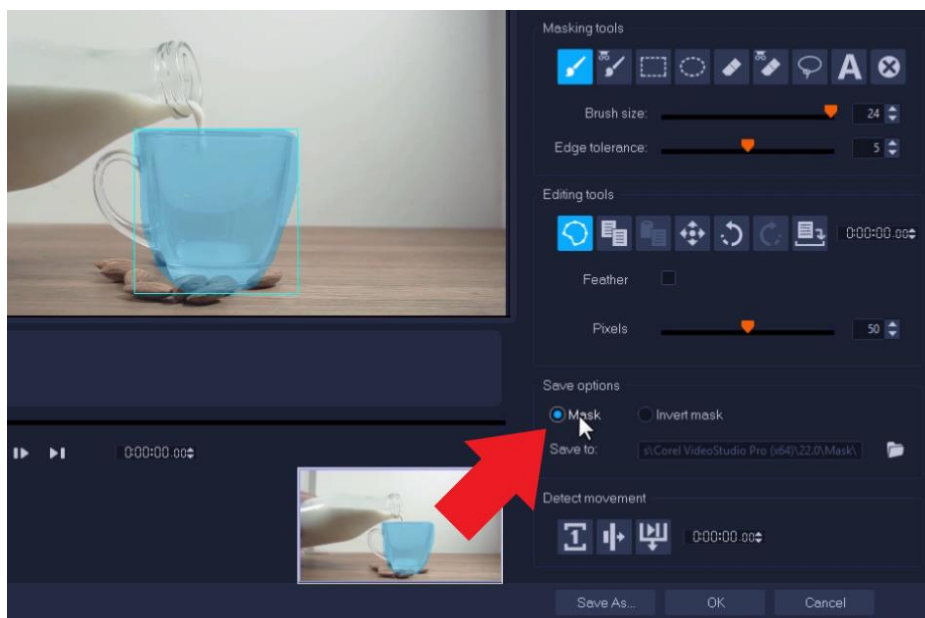 Masking tools
A
Brush size: 24
Edge tolerance: 5
Editing tools
0:00:00.00
Feather
Pixels 50
Save options
Mask Invert mask
Save to: s\Corel VideoStudio Pro (x64)\22.0\Mask\
0:00:00.00
Detect movement
1 0:00:00.00
Save As... OK Cancel